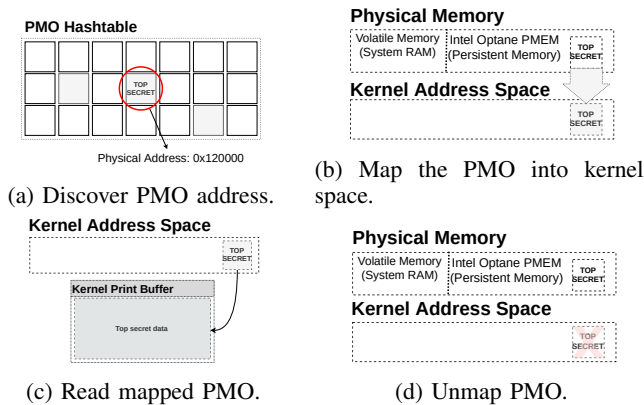 PMO Hashtable
TOP
SECRET
Physical Address: 0x120000
(a) Discover PMO address.
Physical Memory
Volatile Memory
(System RAM)
Intel Optane PMEM
(Persistent Memory)
TOP
SECRET
Kernel Address Space
TOP
SECRET
(b) Map the PMO into kernel
space.
Kernel Address Space
TOP
SECRET
Kernel Print Buffer
Top secret data
(c) Read mapped PMO.
Physical Memory
Volatile Memory
(System RAM)
Intel Optane PMEM
(Persistent Memory)
TOP
SECRET
Kernel Address Space
TOP
SECRET
(d) Unmap PMO.